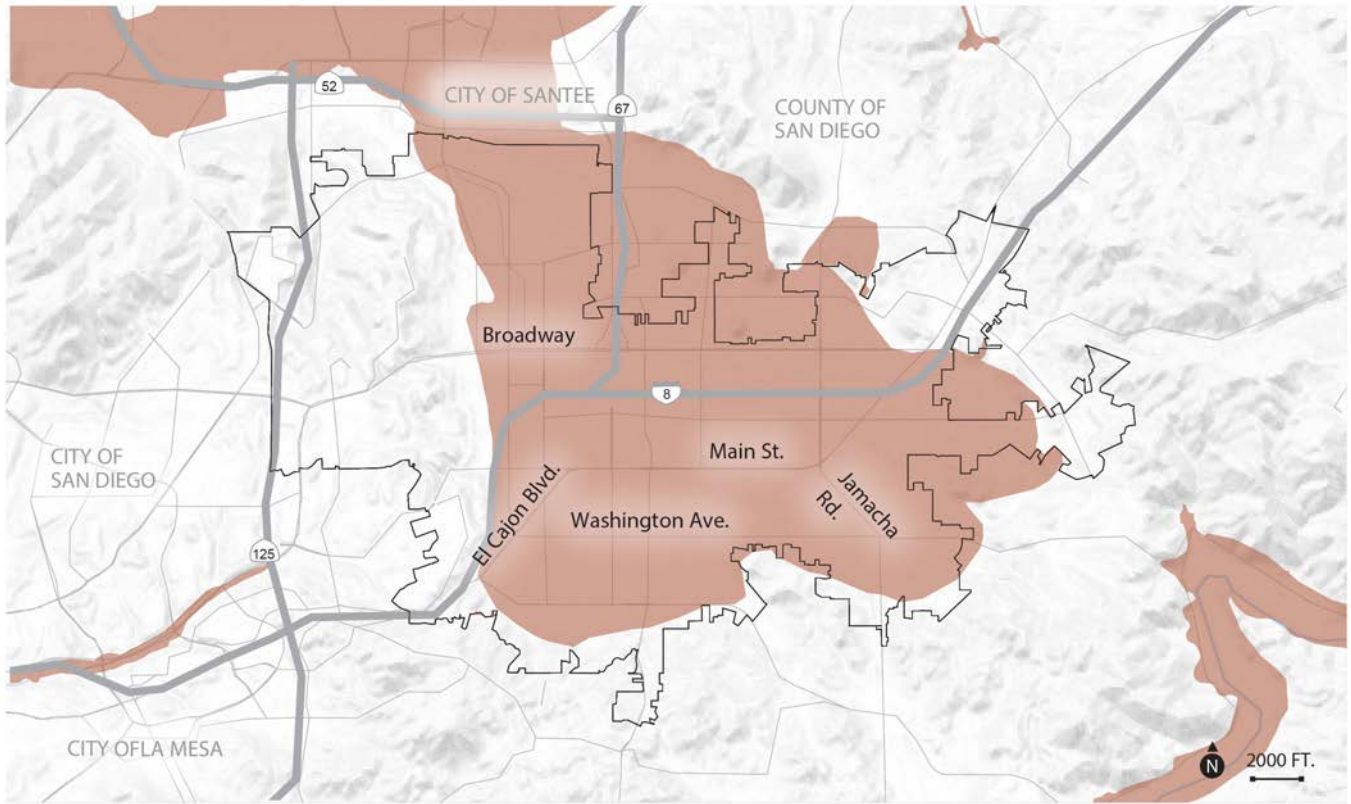 52
CITY OF SANTEE
67
COUNTY OF
SAN DIEGO
Broadway
8
Main St.
CITY OF
SAN DIEGO
El Cajon Blvd.
Jamacha
Rd.
Washington Ave.
125
CITY OFLA MESA
N
2000 FT.